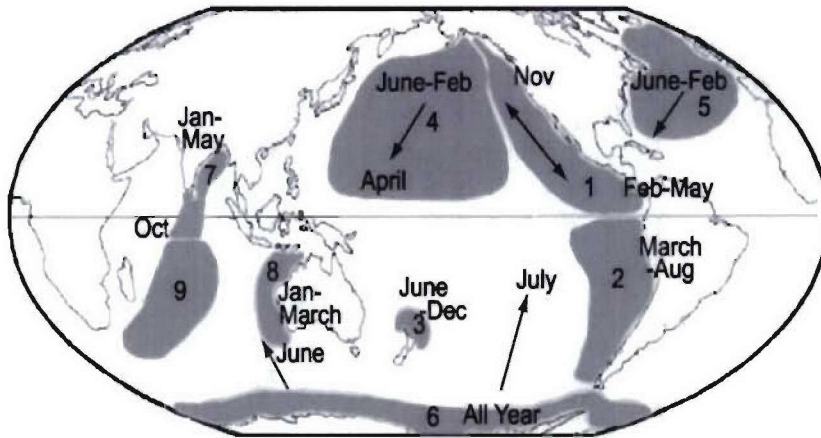 June-Feb
4
April
Nov
1
Feb-May
June-Feb
5
Jan-
May
7
Oct
9
8
Jan-
March
June
June
-Dec
3
July
2
March
-Aug
6
All Year